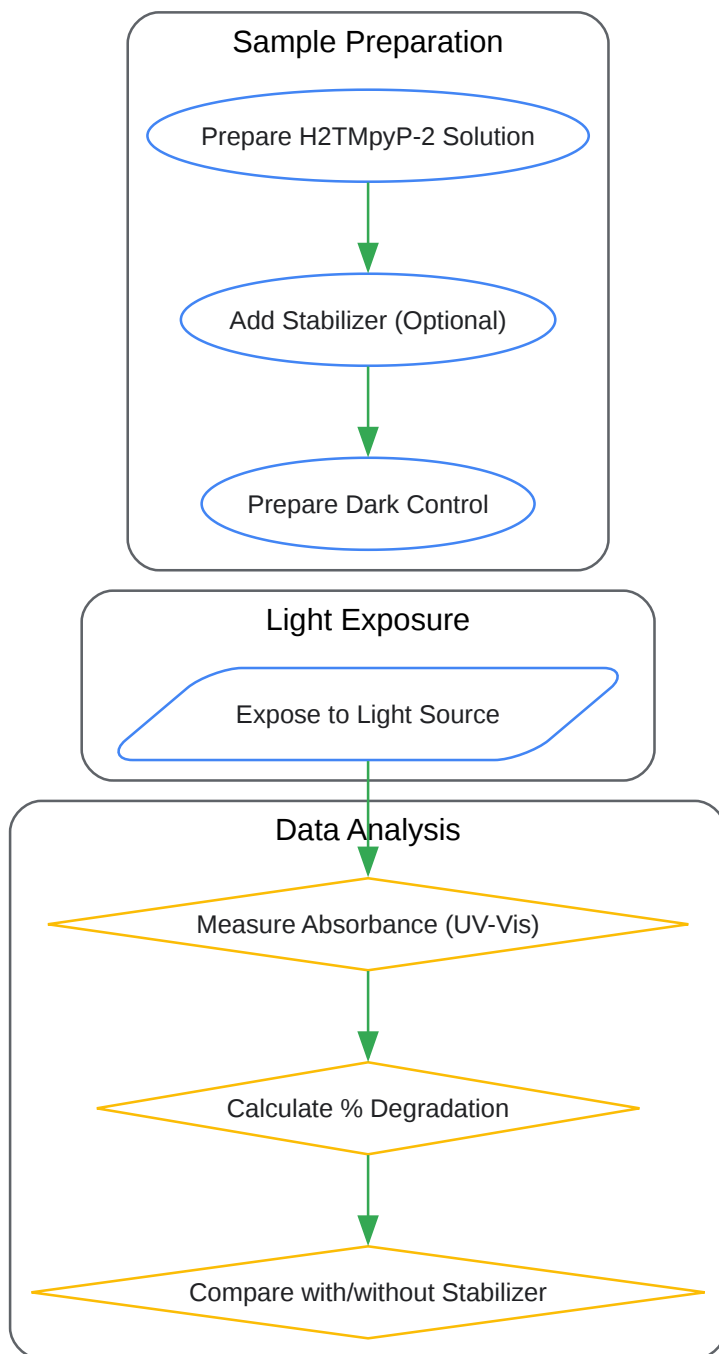 Sample Preparation
Prepare H2TMpyP-2 Solution
Add Stabilizer (Optional)
Prepare Dark Control
Light Exposure
Expose to Light Source
Data Analysis
Measure Absorbance (UV-Vis)
Calculate % Degradation
Compare with/without Stabilizer